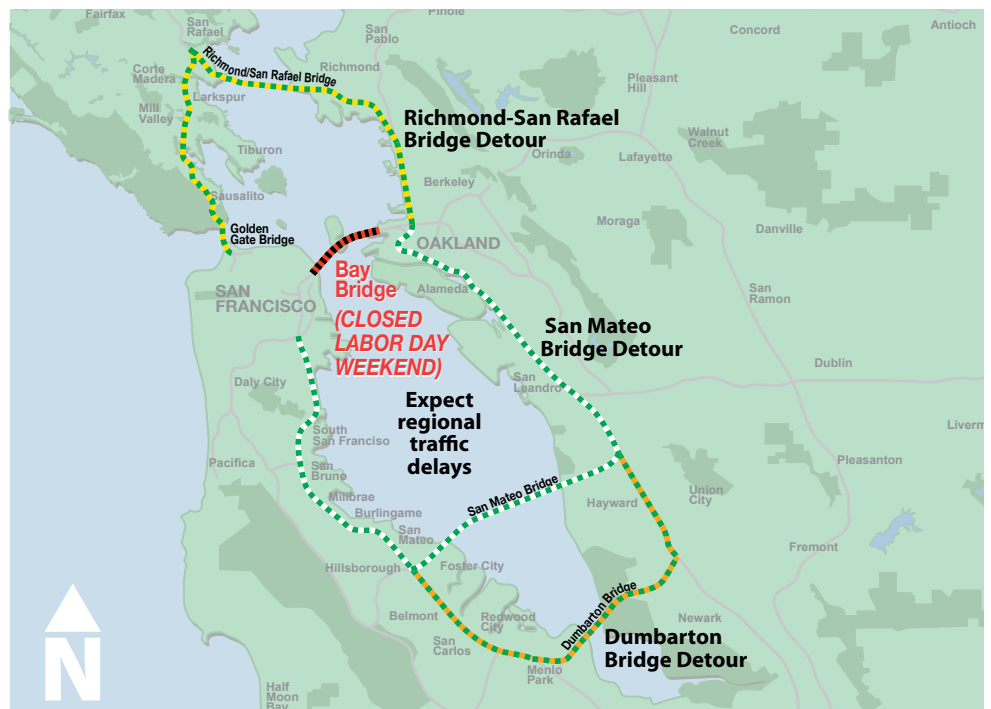 Fairfax
San
Rafael
Pinole
Concord
Antioch
San
Pablo
Richmond/San Rafael Bridge
Corte
Madera
Richmond
Pleasant
Hill
Larkspur
Mill
Valley
Richmond-San Rafael
Bridge Detour
Walnut
Creek
Tiburon
Orinda
Lafayette
Berkeley
Sausalito
Moraga
Danville
Golden
Gate Bridge
OAKLAND
Bay
Bridge
(CLOSED
LABOR DAY
WEEKEND)
SAN
FRANCISCO
Alameda
San
Ramon
San Mateo
Bridge Detour
Dublin
Daly City
San
Leandro
Expect
regional
traffic
delays
Liverm
South
San Franciso
Pacifica
San
Bruno
Pleasanton
Millbrae
San Mateo Bridge
Hayward
Union
City
Burlingame
San
Mateo
Fremont
Hillsborough
Foster City
Belmont
Redwood
City
Dumbarton Bridge
Newark
San
Carlos
Dumbarton
Bridge Detour
Menlo
Park
N
Half
Moon
Bay